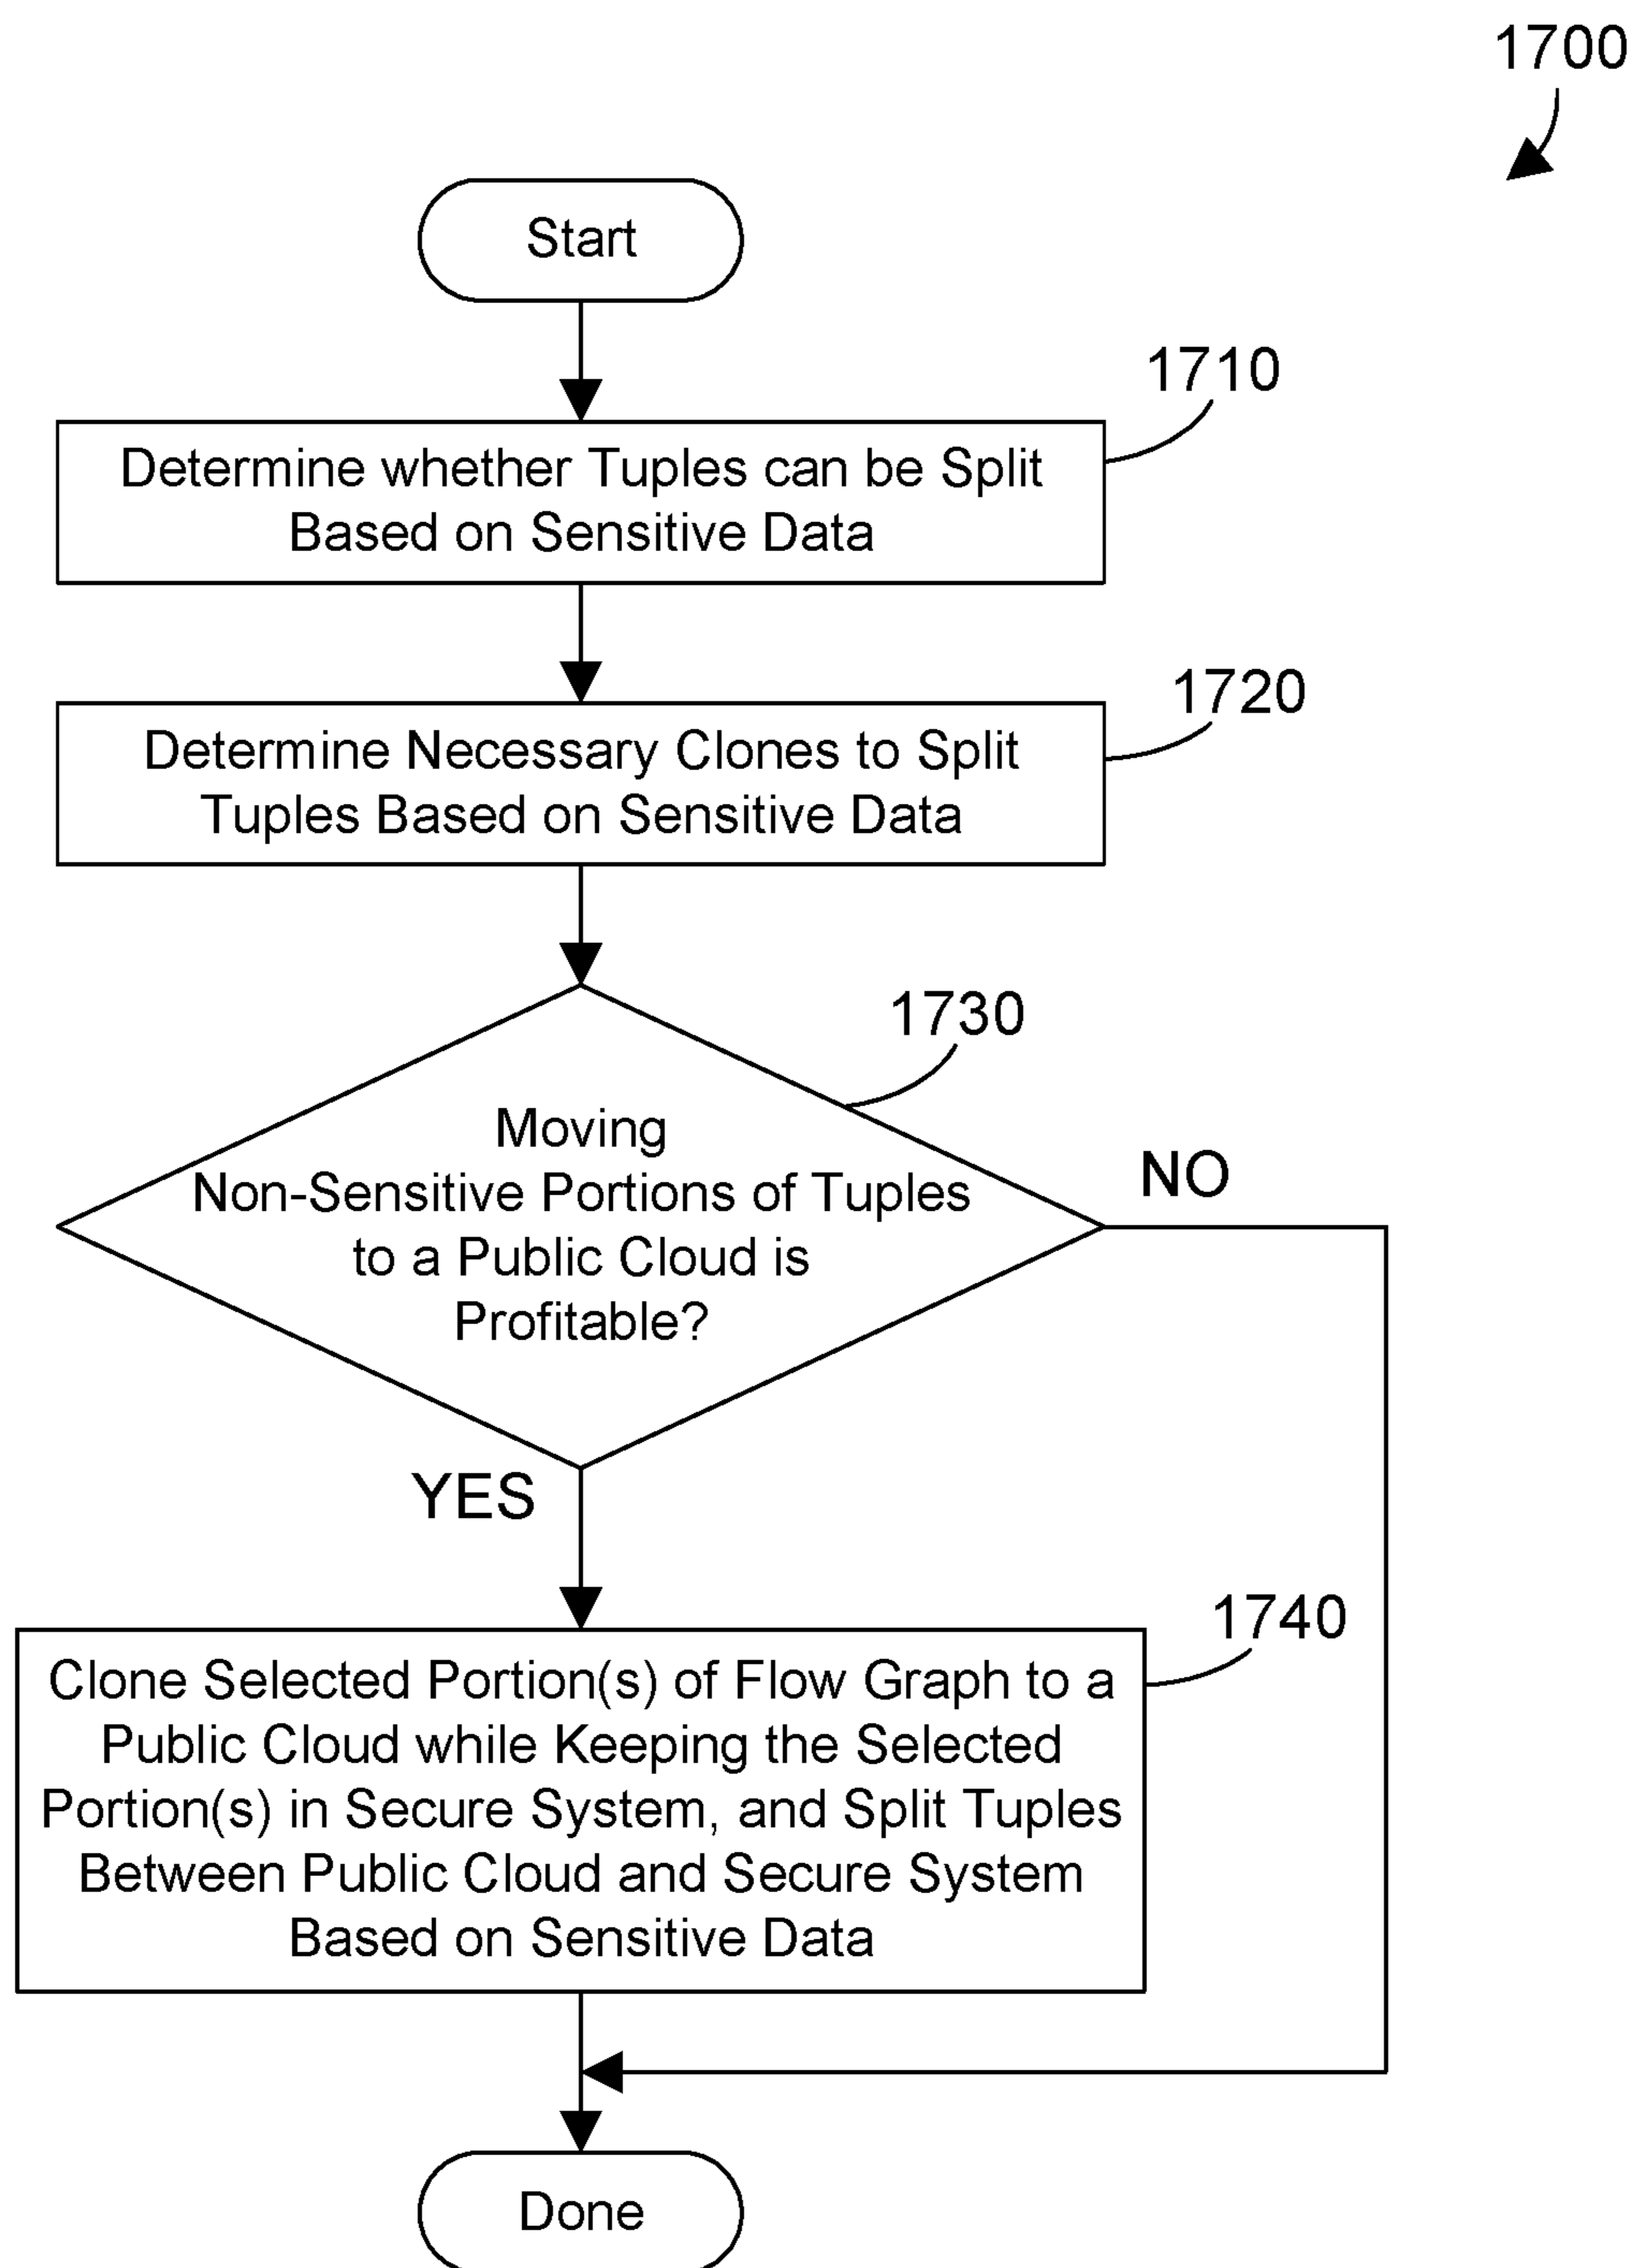 1700
Start
1710
Determine whether Tuples can be Split
Based on Sensitive Data
1720
Determine Necessary Clones to Split
Tuples Based on Sensitive Data
1730
Moving
Non-Sensitive Portions of Tuples
to a Public Cloud is
Profitable?
NO
YES
1740
Clone Selected Portion(s) of Flow Graph to a
Public Cloud while Keeping the Selected
Portion(s) in Secure System, and Split Tuples
Between Public Cloud and Secure System
Based on Sensitive Data
Done